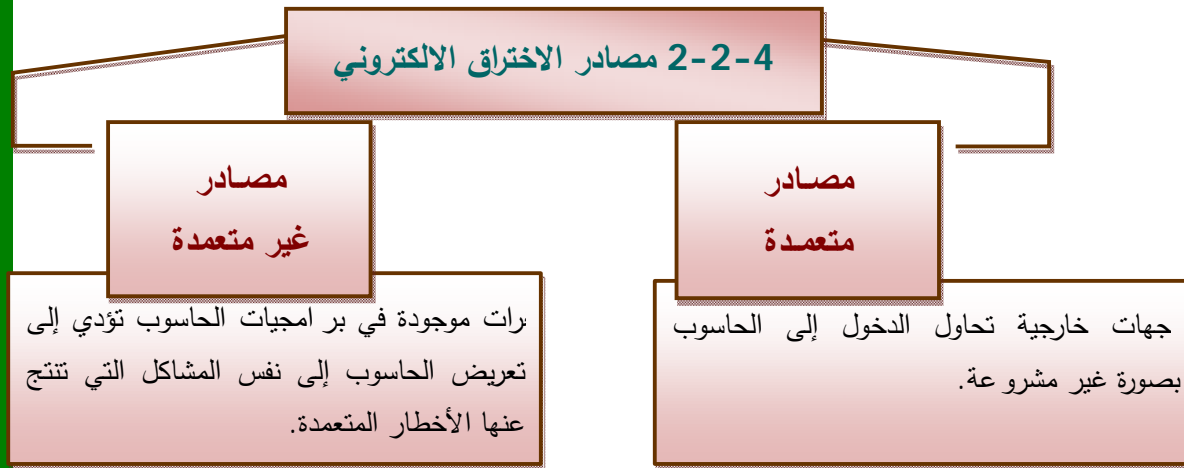 4-2-2 مصادر الاختراق الالكتروني
مصادر
متعمدة
جهات خارجية تحاول الدخول إلى الحاسوب
بصورة غير مشروعة.
مصادر
غير متعمدة
موجودة في برامجيات الحاسوب تؤدي إلى
تعريض الحاسوب إلى نفس المشاكل التي تنتج
عنها الأخطار المتعمدة.